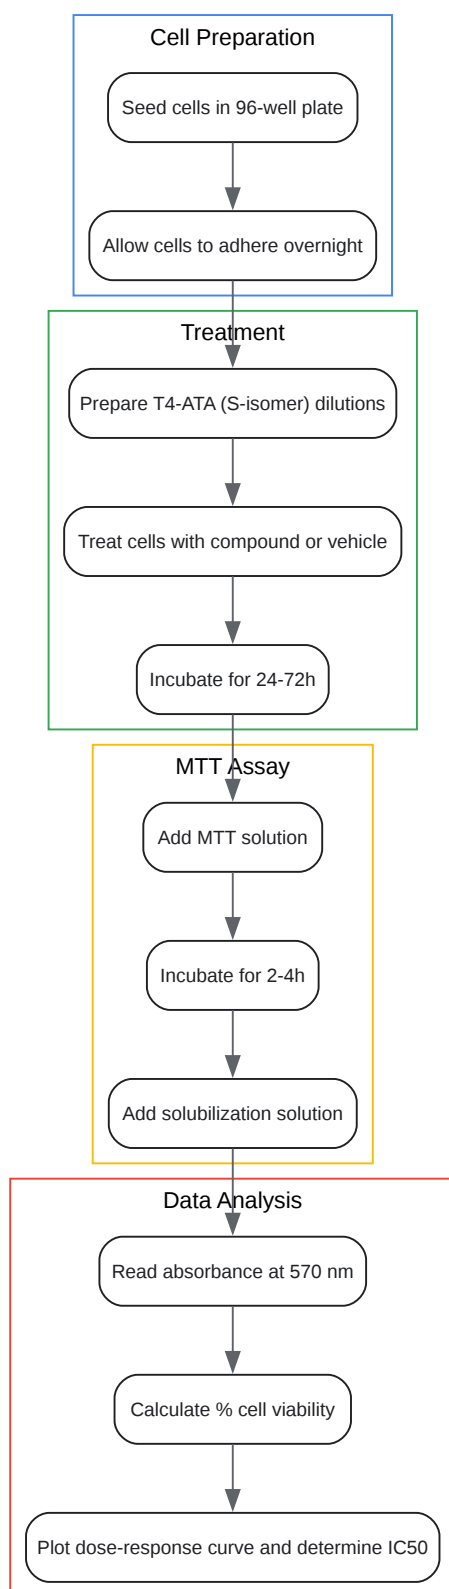 Cell Preparation
Seed cells in 96-well plate
Allow cells to adhere overnight
Treatment
Prepare T4-ATA (S-isomer) dilutions
Treat cells with compound or vehicle
Incubate for 24-72h
MTT Assay
Add MTT solution
Incubate for 2-4h
Add solubilization solution
Data Analysis
Read absorbance at 570 nm
Calculate % cell viability
Plot dose-response curve and determine IC50